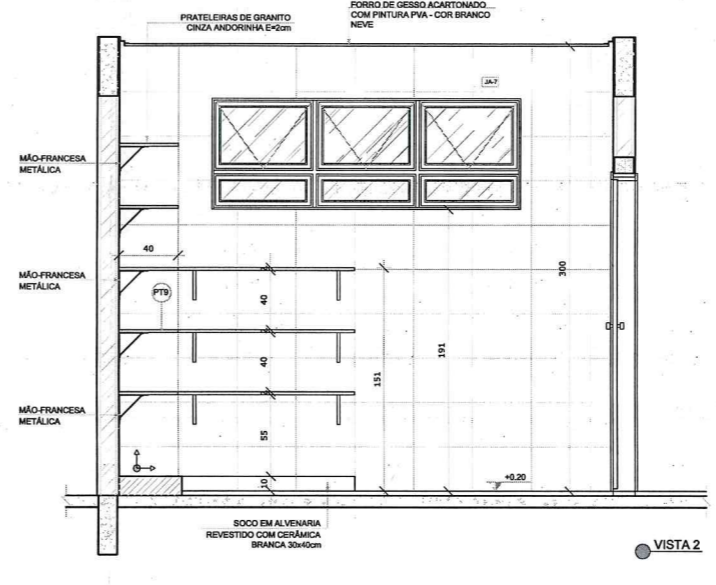 PRATELEIRAS DE GRANITO
CINZA ANDORINHA E=2cm
FORRO DE GESSO ACARTONADO
COM PINTURA PVA - COR BRANCO
NEVE
JA-7
MÃO-FRANCESA
METÁLICA
40
MÃO-FRANCESA
METÁLICA
PT9
40
300
40
191
151
MÃO-FRANCESA
METÁLICA
55
10
+0.20
SOCO EM ALVENARIA
REVESTIDO COM CERÂMICA
BRANCA 30x40cm
VISTA 2